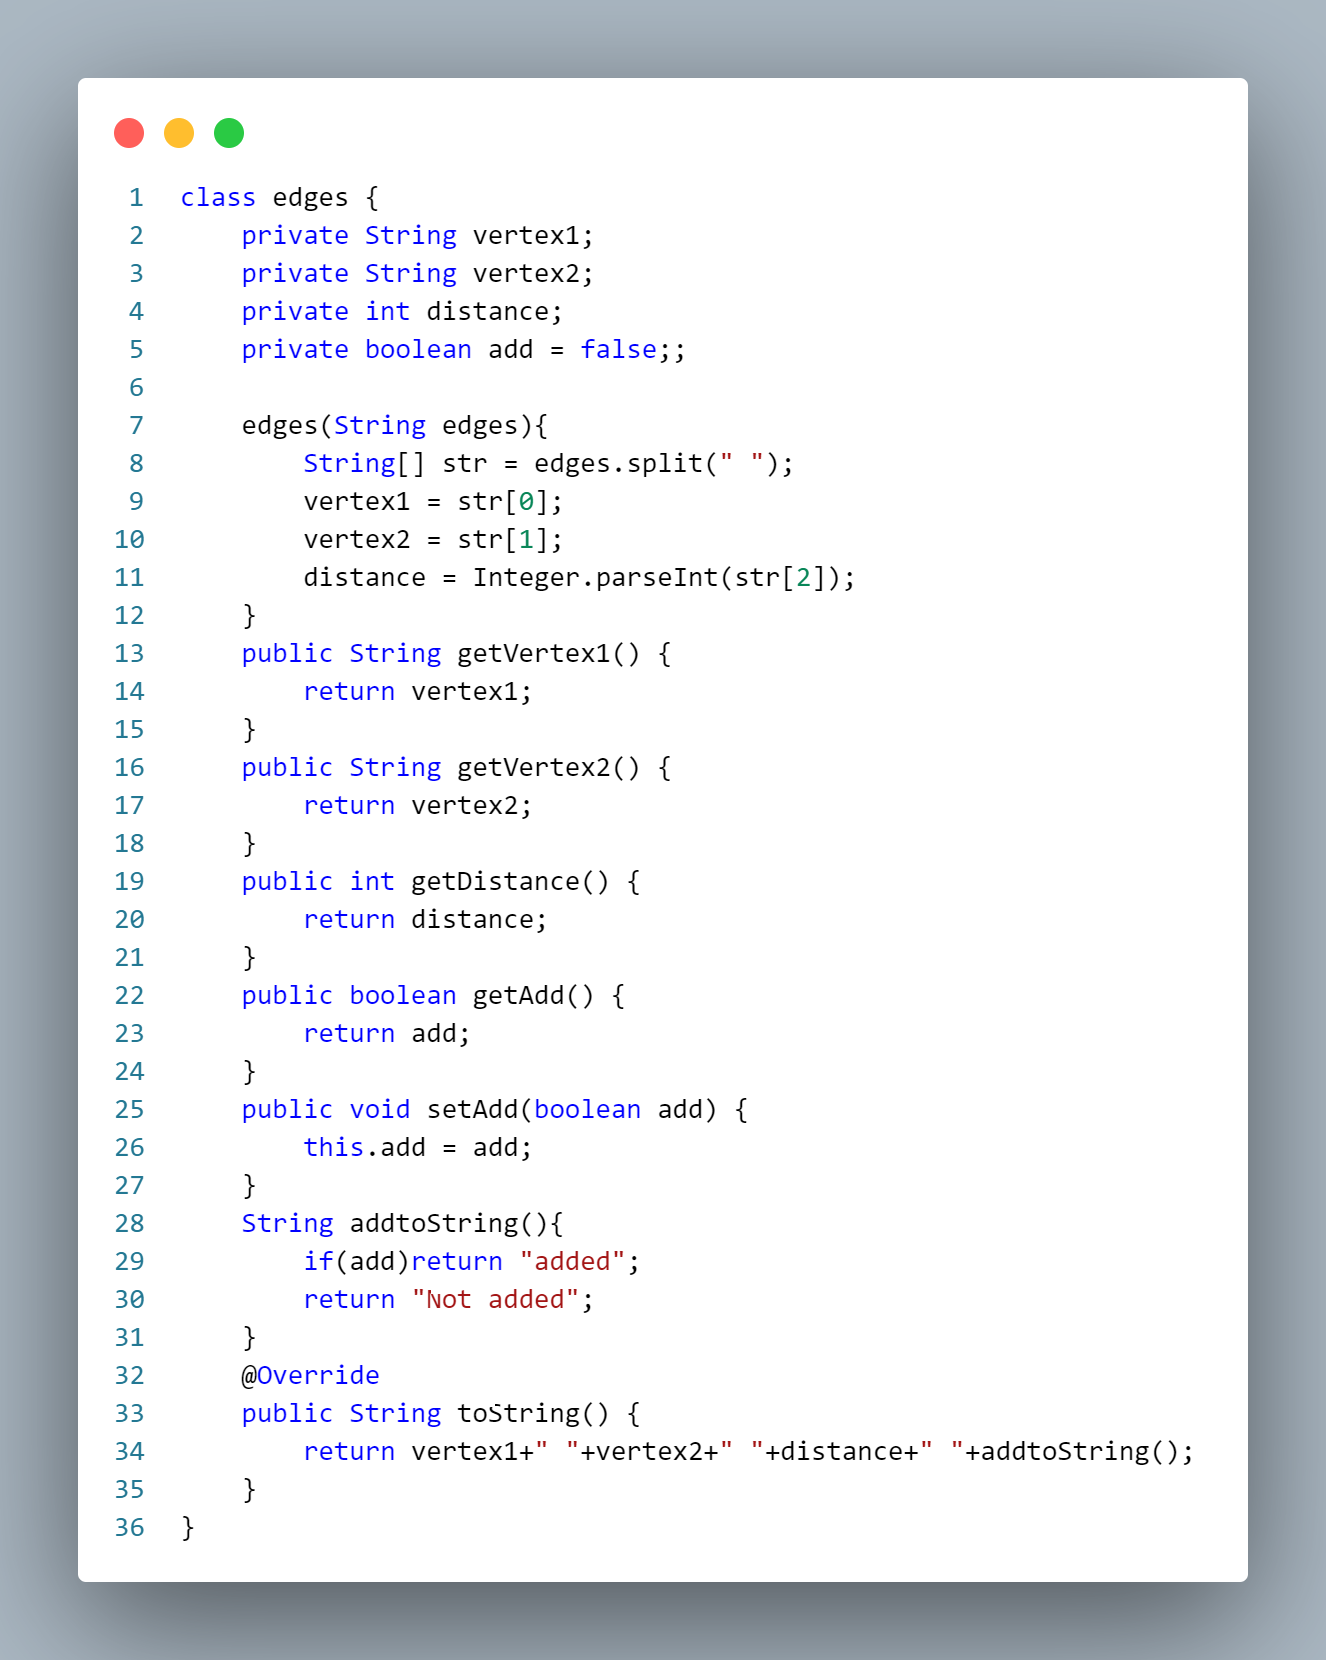 1 class edges {
2     private String vertex1;
3     private String vertex2;
4     private int distance;
5     private boolean add = false;;
6
7     edges(String edges){
8         String[] str = edges.split(" ");
9         vertex1 = str[0];
10         vertex2 = str[1];
11         distance = Integer.parseInt(str[2]);
12     }
13     public String getVertex1() {
14         return vertex1;
15     }
16     public String getVertex2() {
17         return vertex2;
18     }
19     public int getDistance() {
20         return distance;
21     }
22     public boolean getAdd() {
23         return add;
24     }
25     public void setAdd(boolean add) {
26         this.add = add;
27     }
28     String addtoString(){
29         if(add)return "added";
30         return "Not added";
31     }
32     @Override
33     public String toString() {
34         return vertex1+" "+vertex2+" "+distance+" "+addtoString();
35     }
36 }